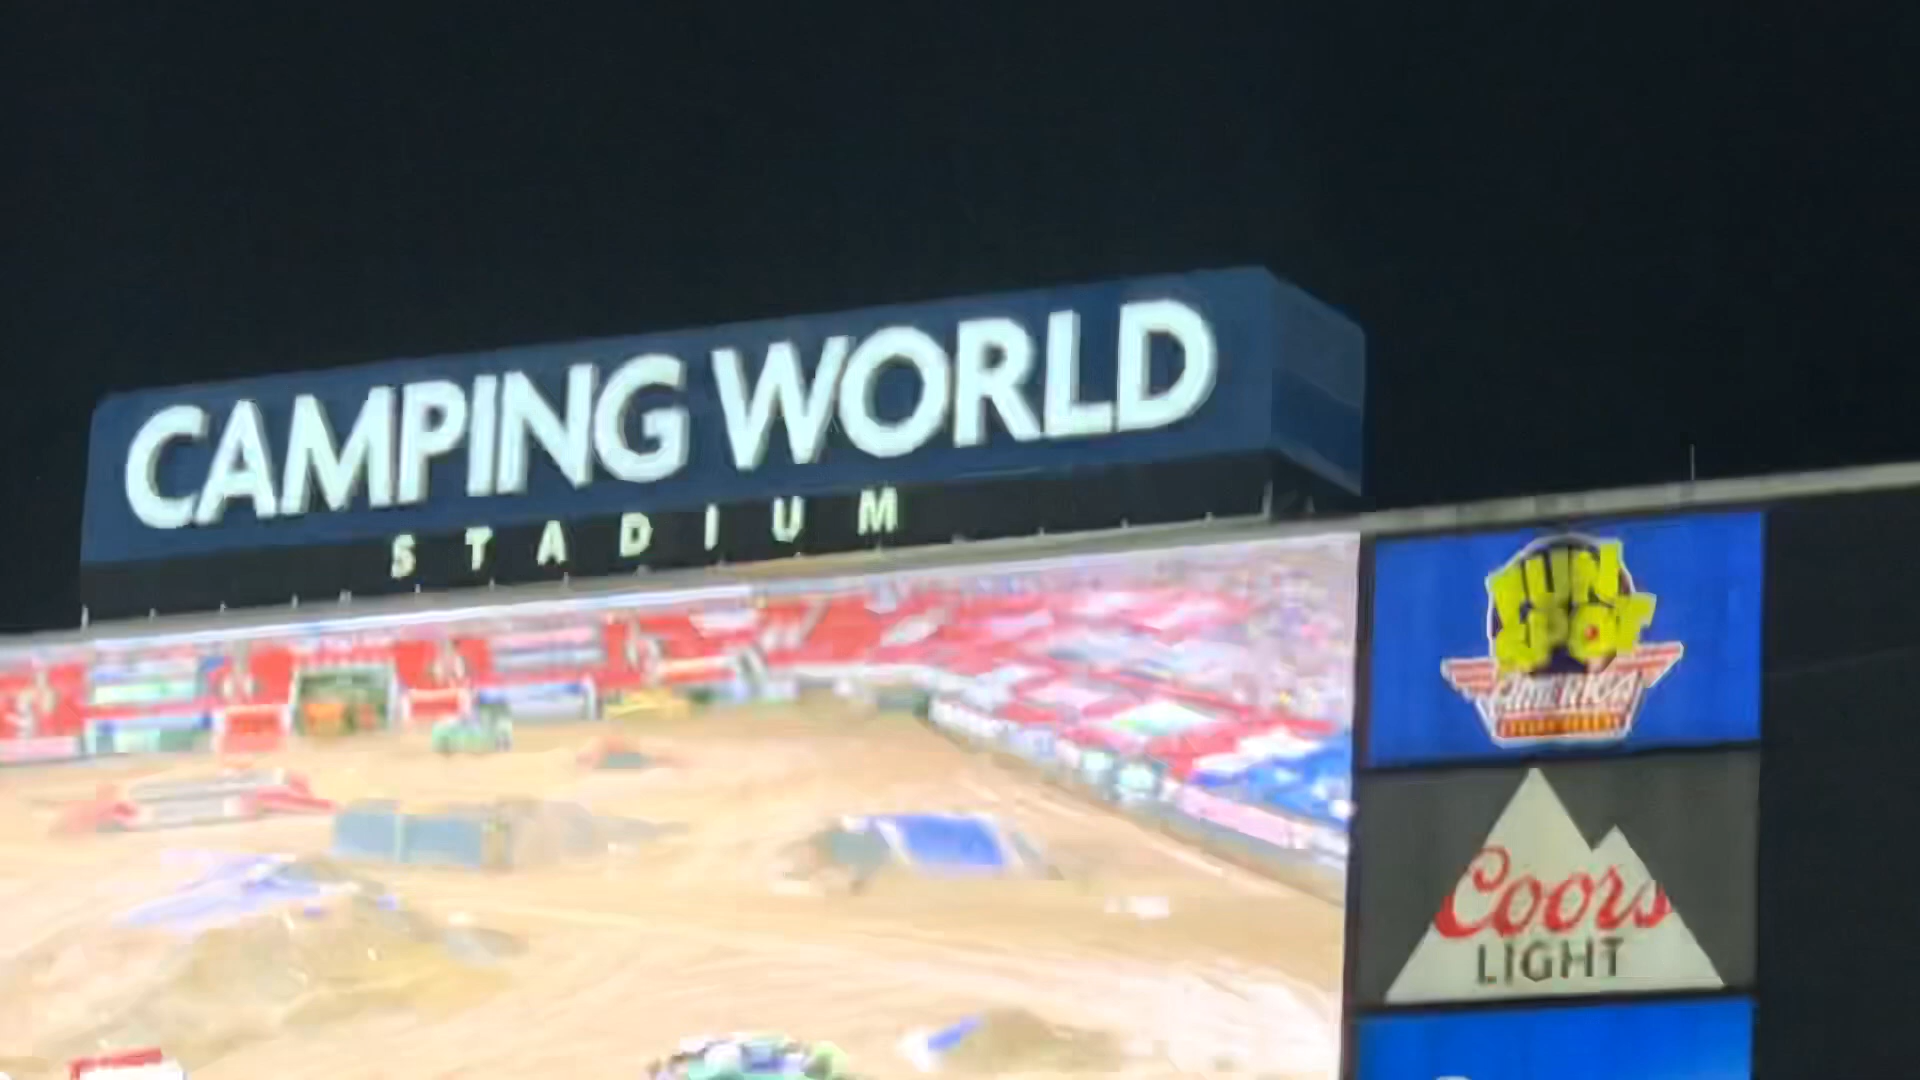 CAMPING WORLD
STADIUM
FUN
SPOT
AMERICA
Coors
LIGHT